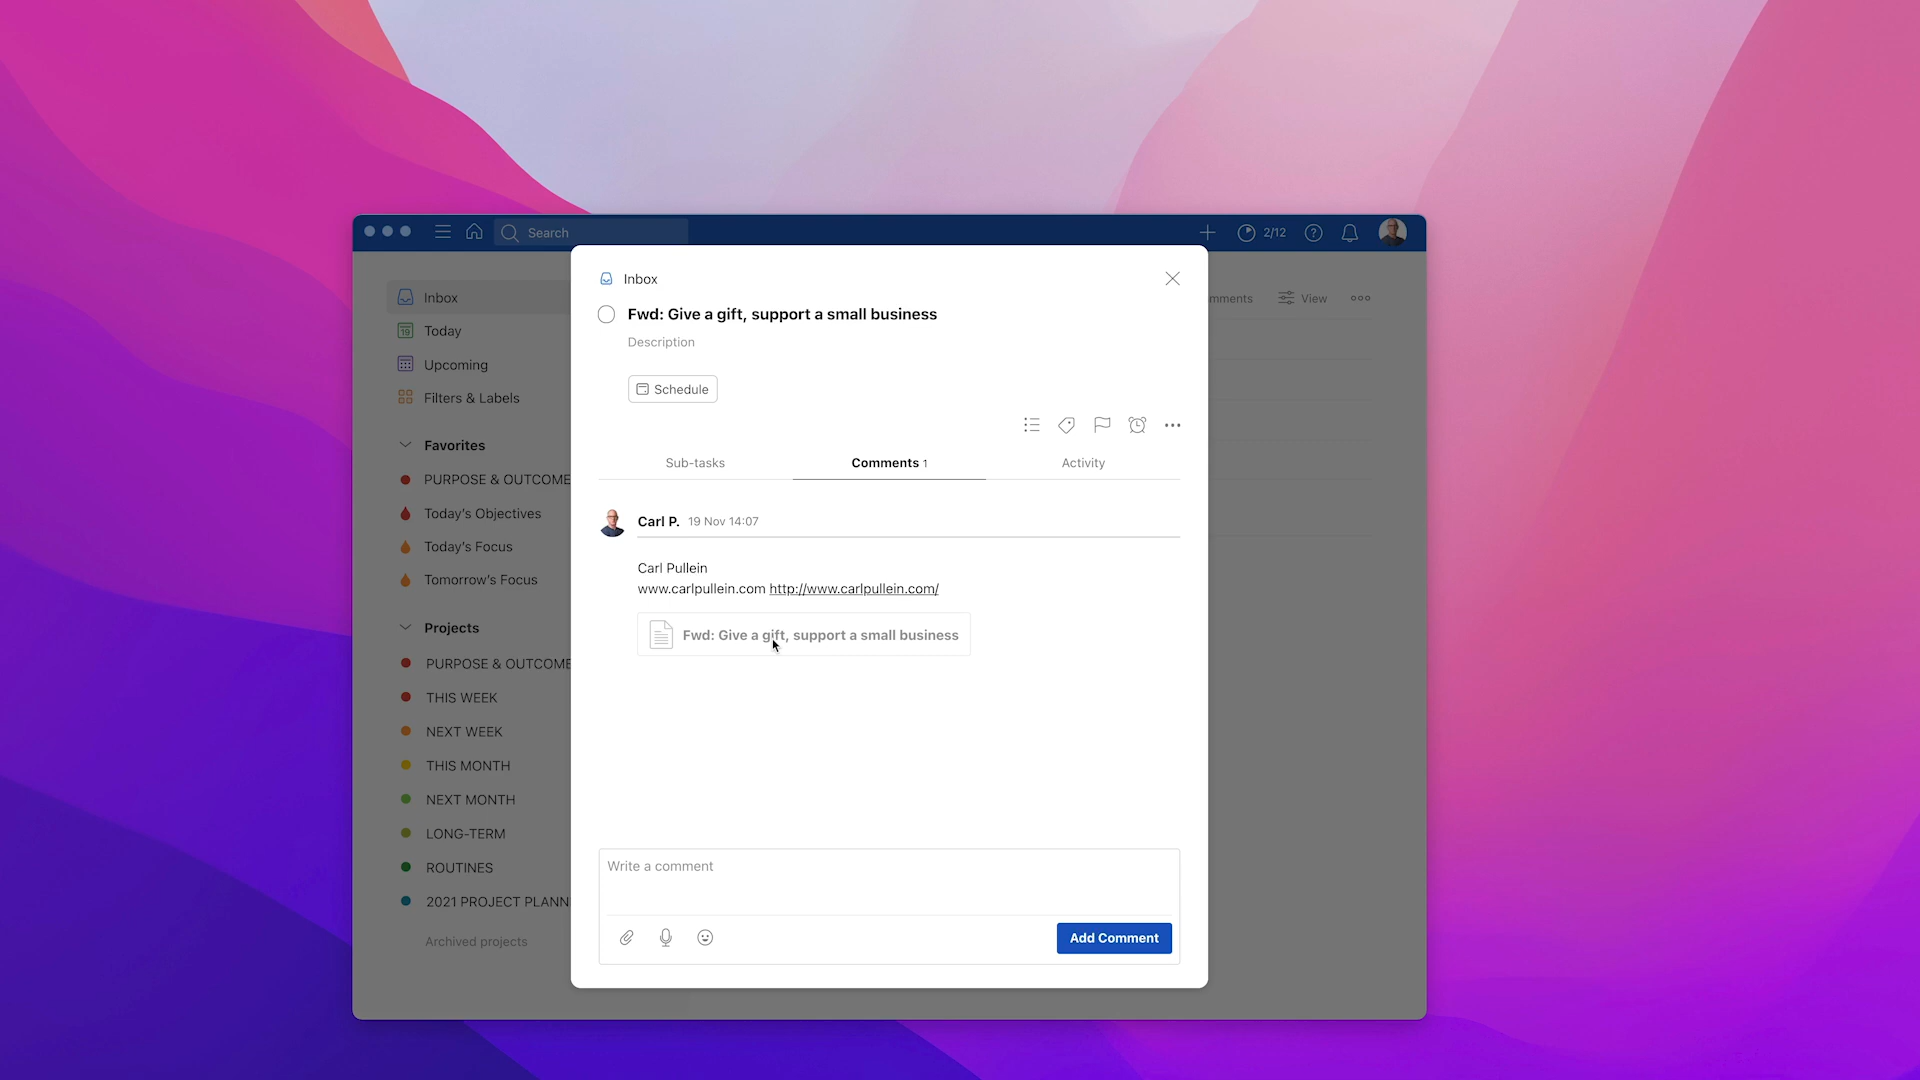 Search
2/12
Inbox
Today
Upcoming
Filters & Labels
Favorites
PURPOSE & OUTCOME
Today's Objectives
Today's Focus
Tomorrow's Focus
Projects
PURPOSE & OUTCOME
THIS WEEK
NEXT WEEK
THIS MONTH
NEXT MONTH
LONG-TERM
ROUTINES
2021 PROJECT PLANN
Archived projects
mments
View
19
Inbox
Fwd: Give a gift, support a small business
Description
Schedule
Sub-tasks
Comments 1
Activity
Carl P. 19 Nov 14:07
Carl Pullein
www.carlpullein.com http://www.carlpullein.com/
Fwd: Give a gift, support a small business
Write a comment
Add Comment